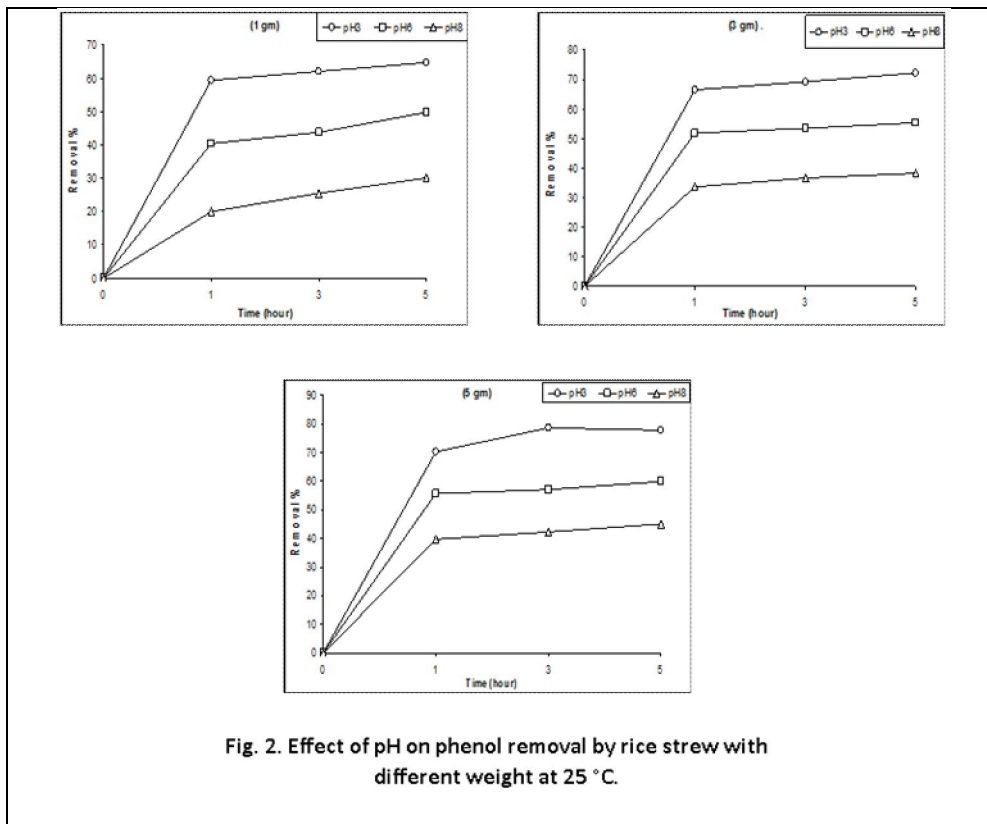 (1 gm)
pH3 pH6 pH8
70
60
50
40
30
20
10
0
Removal %
0 1 3 5
Time (hour)
(3 gm) .
pH3 pH6 pH8
80
70
60
50
40
30
20
10
0
Removal %
0 1 3 5
Time (hour)
(5 gm)
pH3 pH6 pH8
90
80
70
60
50
40
30
20
10
0
Removal %
0 1 3 5
Time (hour)
Fig. 2. Effect of pH on phenol removal by rice strew with
different weight at 25 °C.